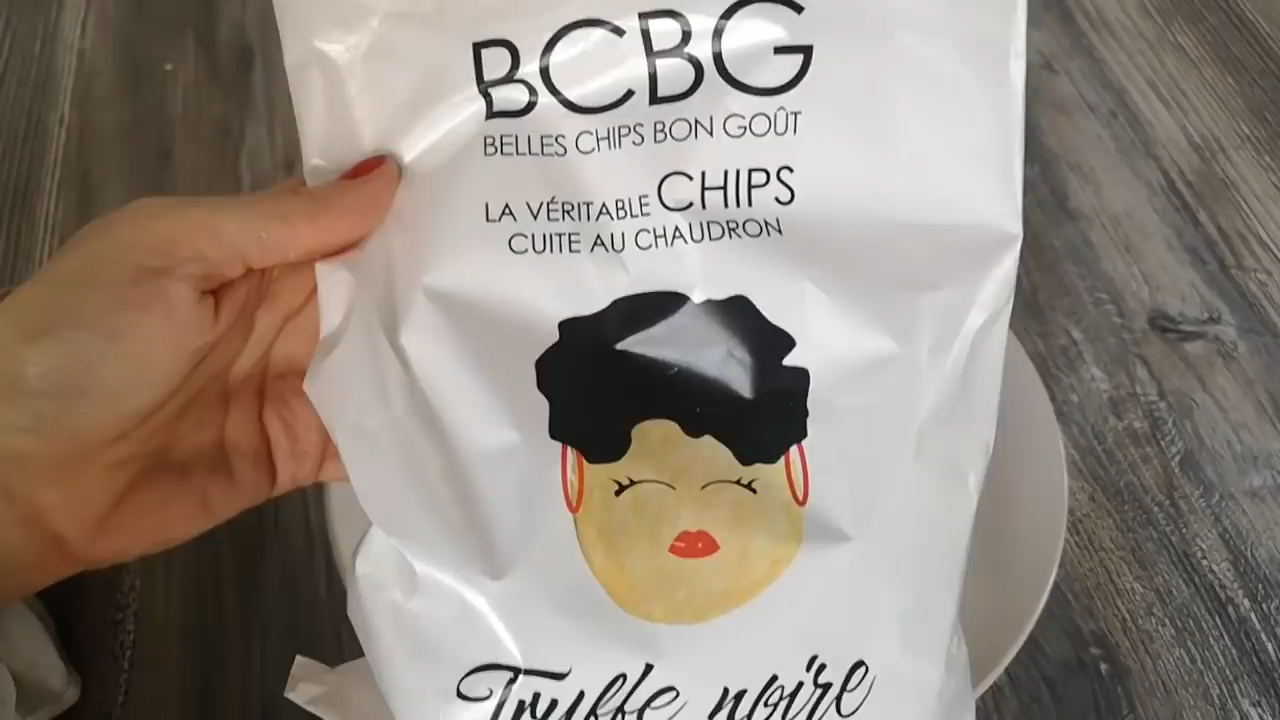 BCBG
BELLES CHIPS BON GOÛT
LA VÉRITABLE CHIPS
CUITE AU CHAUDRON
Truffe noire